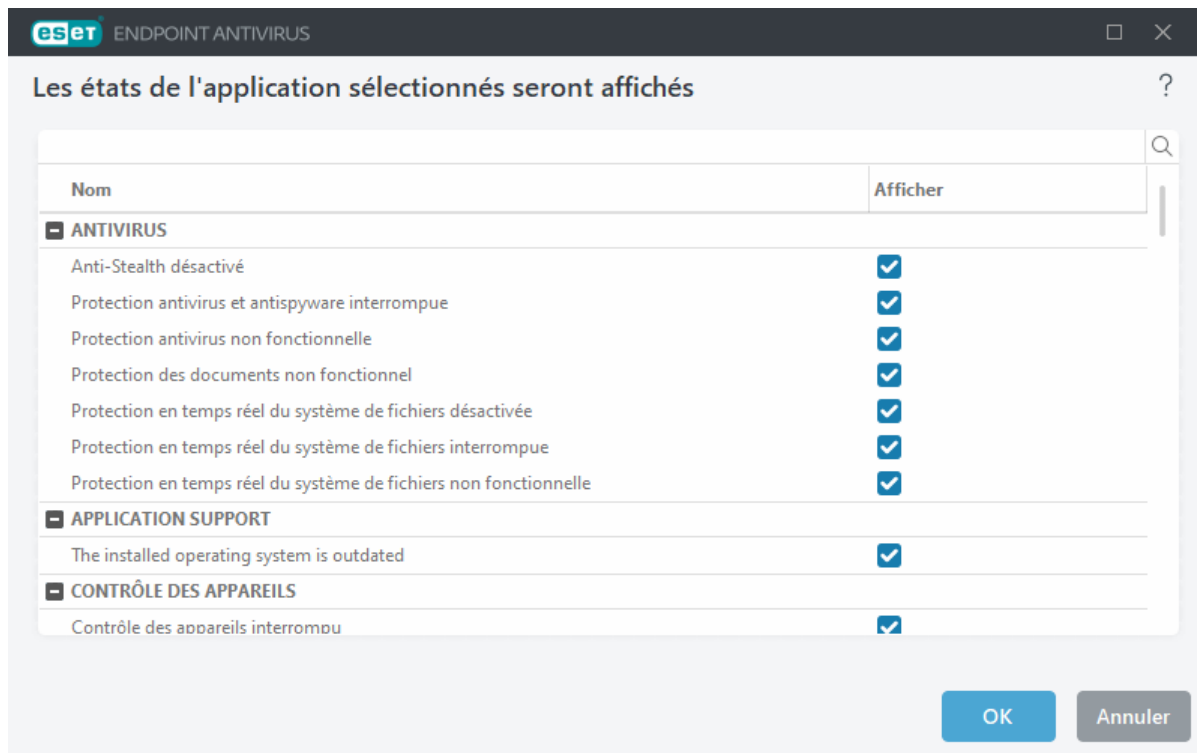 eset ENDPOINT ANTIVIRUS
Les états de l'application sélectionnés seront affichés
?
Nom Afficher
ANTIVIRUS
Anti-Stealth désactivé
Protection antivirus et antispyware interrompue
Protection antivirus non fonctionnelle
Protection des documents non fonctionnel
Protection en temps réel du système de fichiers désactivée
Protection en temps réel du système de fichiers interrompue
Protection en temps réel du système de fichiers non fonctionnelle
APPLICATION SUPPORT
The installed operating system is outdated
CONTRÔLE DES APPAREILS
Contrôle des appareils interrompu
OK Annuler